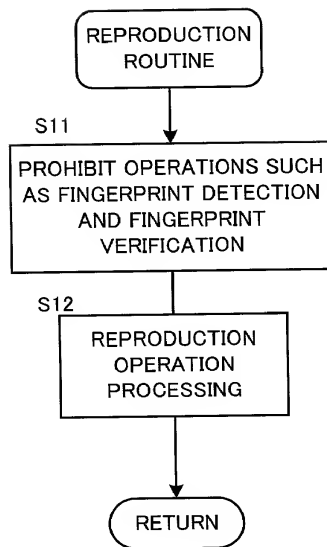 REPRODUCTION
ROUTINE
S11
PROHIBIT OPERATIONS SUCH
AS FINGERPRINT DETECTION
AND FINGERPRINT
VERIFICATION
S12
REPRODUCTION
OPERATION
PROCESSING
RETURN